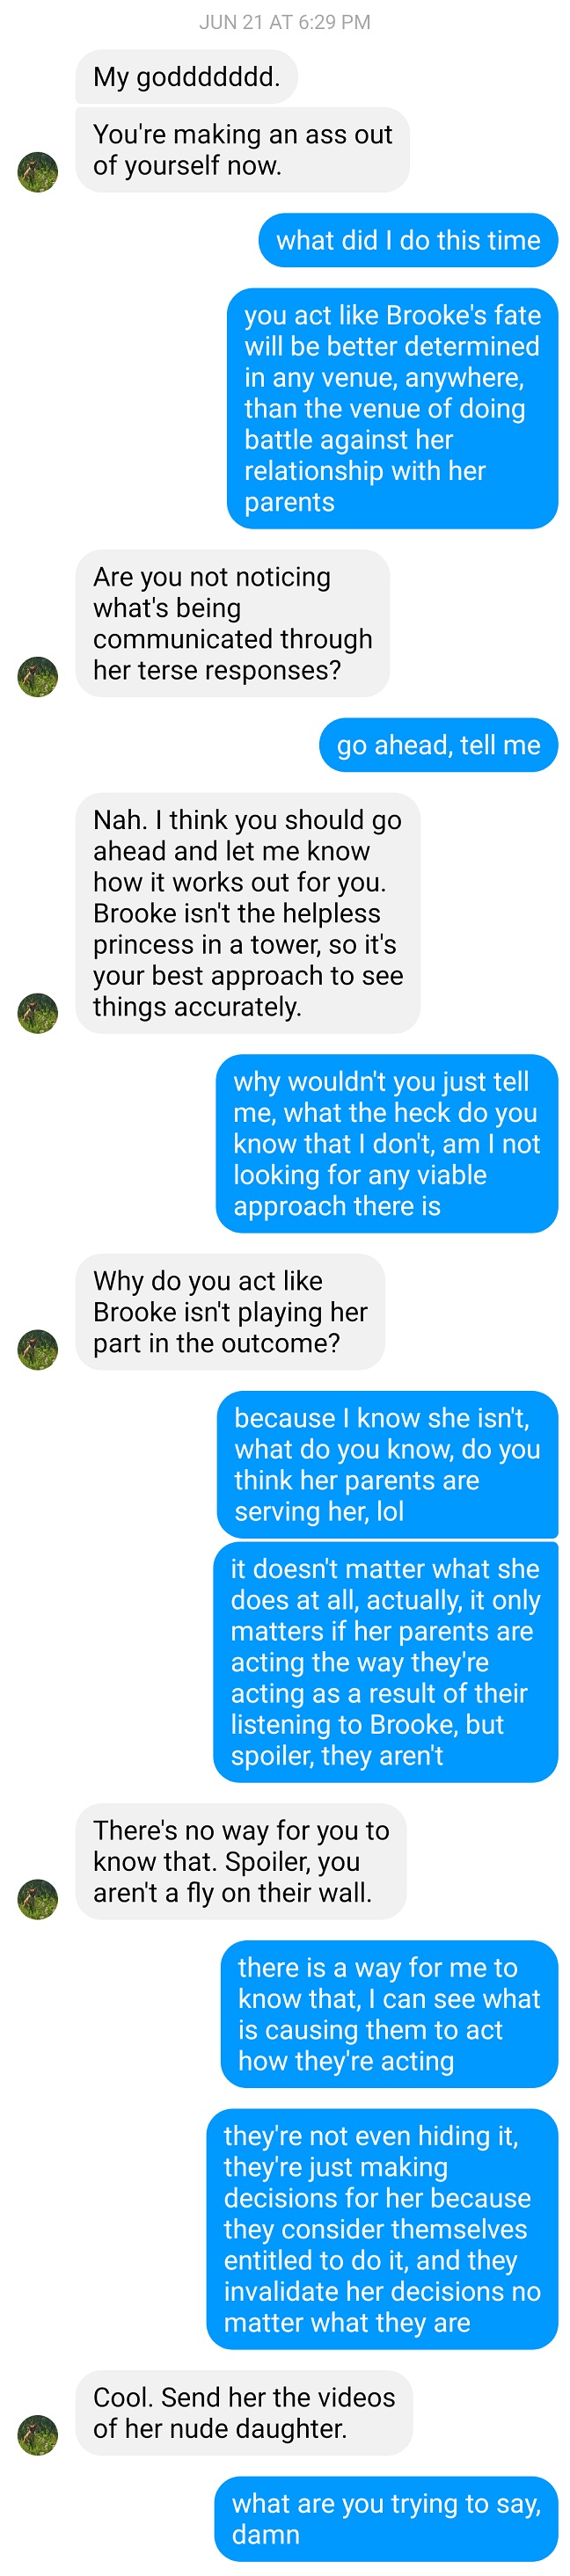 JUN 21 AT 6:29 PM
My goddddddd.
You're making an ass out
of yourself now.
what did I do this time
you act like Brooke's fate
will be better determined
in any venue, anywhere,
than the venue of doing
battle against her
relationship with her
parents
Are you not noticing
what's being
communicated through
her terse responses?
go ahead, tell me
Nah. I think you should go
ahead and let me know
how it works out for you.
Brooke isn't the helpless
princess in a tower, so it's
your best approach to see
things accurately.
why wouldn't you just tell
me, what the heck do you
know that I don't, am I not
looking for any viable
approach there is
Why do you act like
Brooke isn't playing her
part in the outcome?
because I know she isn't,
what do you know, do you
think her parents are
serving her, lol
it doesn't matter what she
does at all, actually, it only
matters if her parents are
acting the way they're
acting as a result of their
listening to Brooke, but
spoiler, they aren't
There's no way for you to
know that. Spoiler, you
aren't a fly on their wall.
there is a way for me to
know that, I can see what
is causing them to act
how they're acting
they're not even hiding it,
they're just making
decisions for her because
they consider themselves
entitled to do it, and they
invalidate her decisions no
matter what they are
Cool. Send her the videos
of her nude daughter.
what are you trying to say,
damn